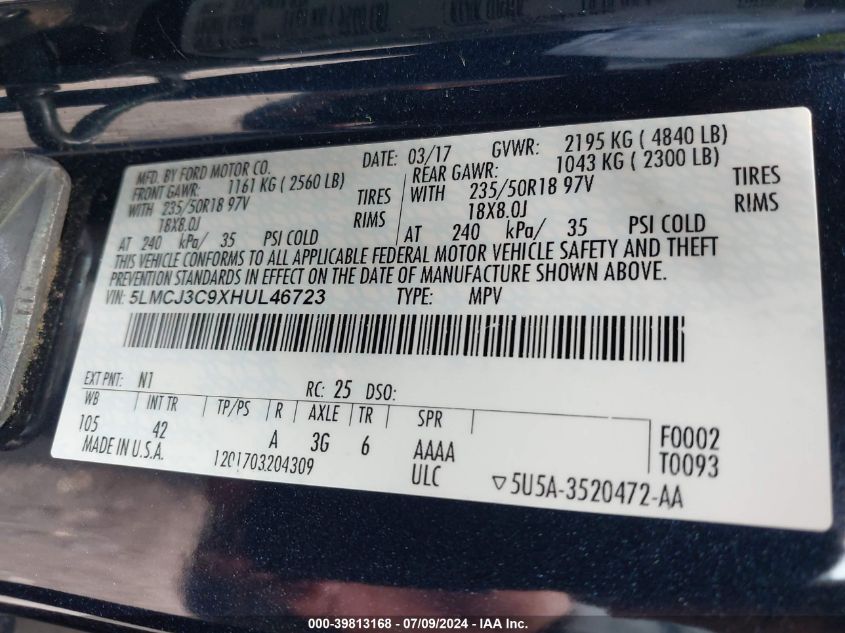 MFD. BY FORD MOTOR CO.
DATE: 03/17 GVWR: 2195 KG ( 4840 LB)
FRONT GAWR: 1161 KG ( 2560 LB) REAR GAWR: 1043 KG ( 2300 LB)
WITH 235/50R18 97V TIRES WITH 235/50R18 97V TIRES
18X8.0J RIMS 18X8.0J RIMS
AT 240 kPa/ 35 PSI COLD AT 240 kPa/ 35 PSI COLD
THIS VEHICLE CONFORMS TO ALL APPLICABLE FEDERAL MOTOR VEHICLE SAFETY AND THEFT
PREVENTION STANDARDS IN EFFECT ON THE DATE OF MANUFACTURE SHOWN ABOVE.
VIN: 5LMCJ3C9XHUL46723 TYPE: MPV
EXT PNT: N1 RC: 25 DSO:
WB INT TR TP/PS R AXLE TR SPR
105 42 A 3G 6 AAAA F0002
MADE IN U.S.A. 1201703204309 ULC T0093
▽5U5A-3520472-AA
000-39813168 / 07/09/2024 - IAA Inc.